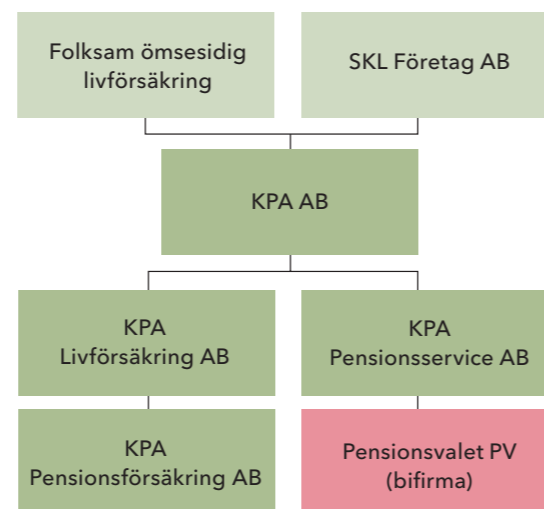 Folksam ömsesidig
livförsäkring
SKL Företag AB
KPA AB
KPA
Livförsäkring AB
KPA
Pensionsservice AB
KPA
Pensionsförsäkring AB
Pensionsvalet PV
(bifirma)